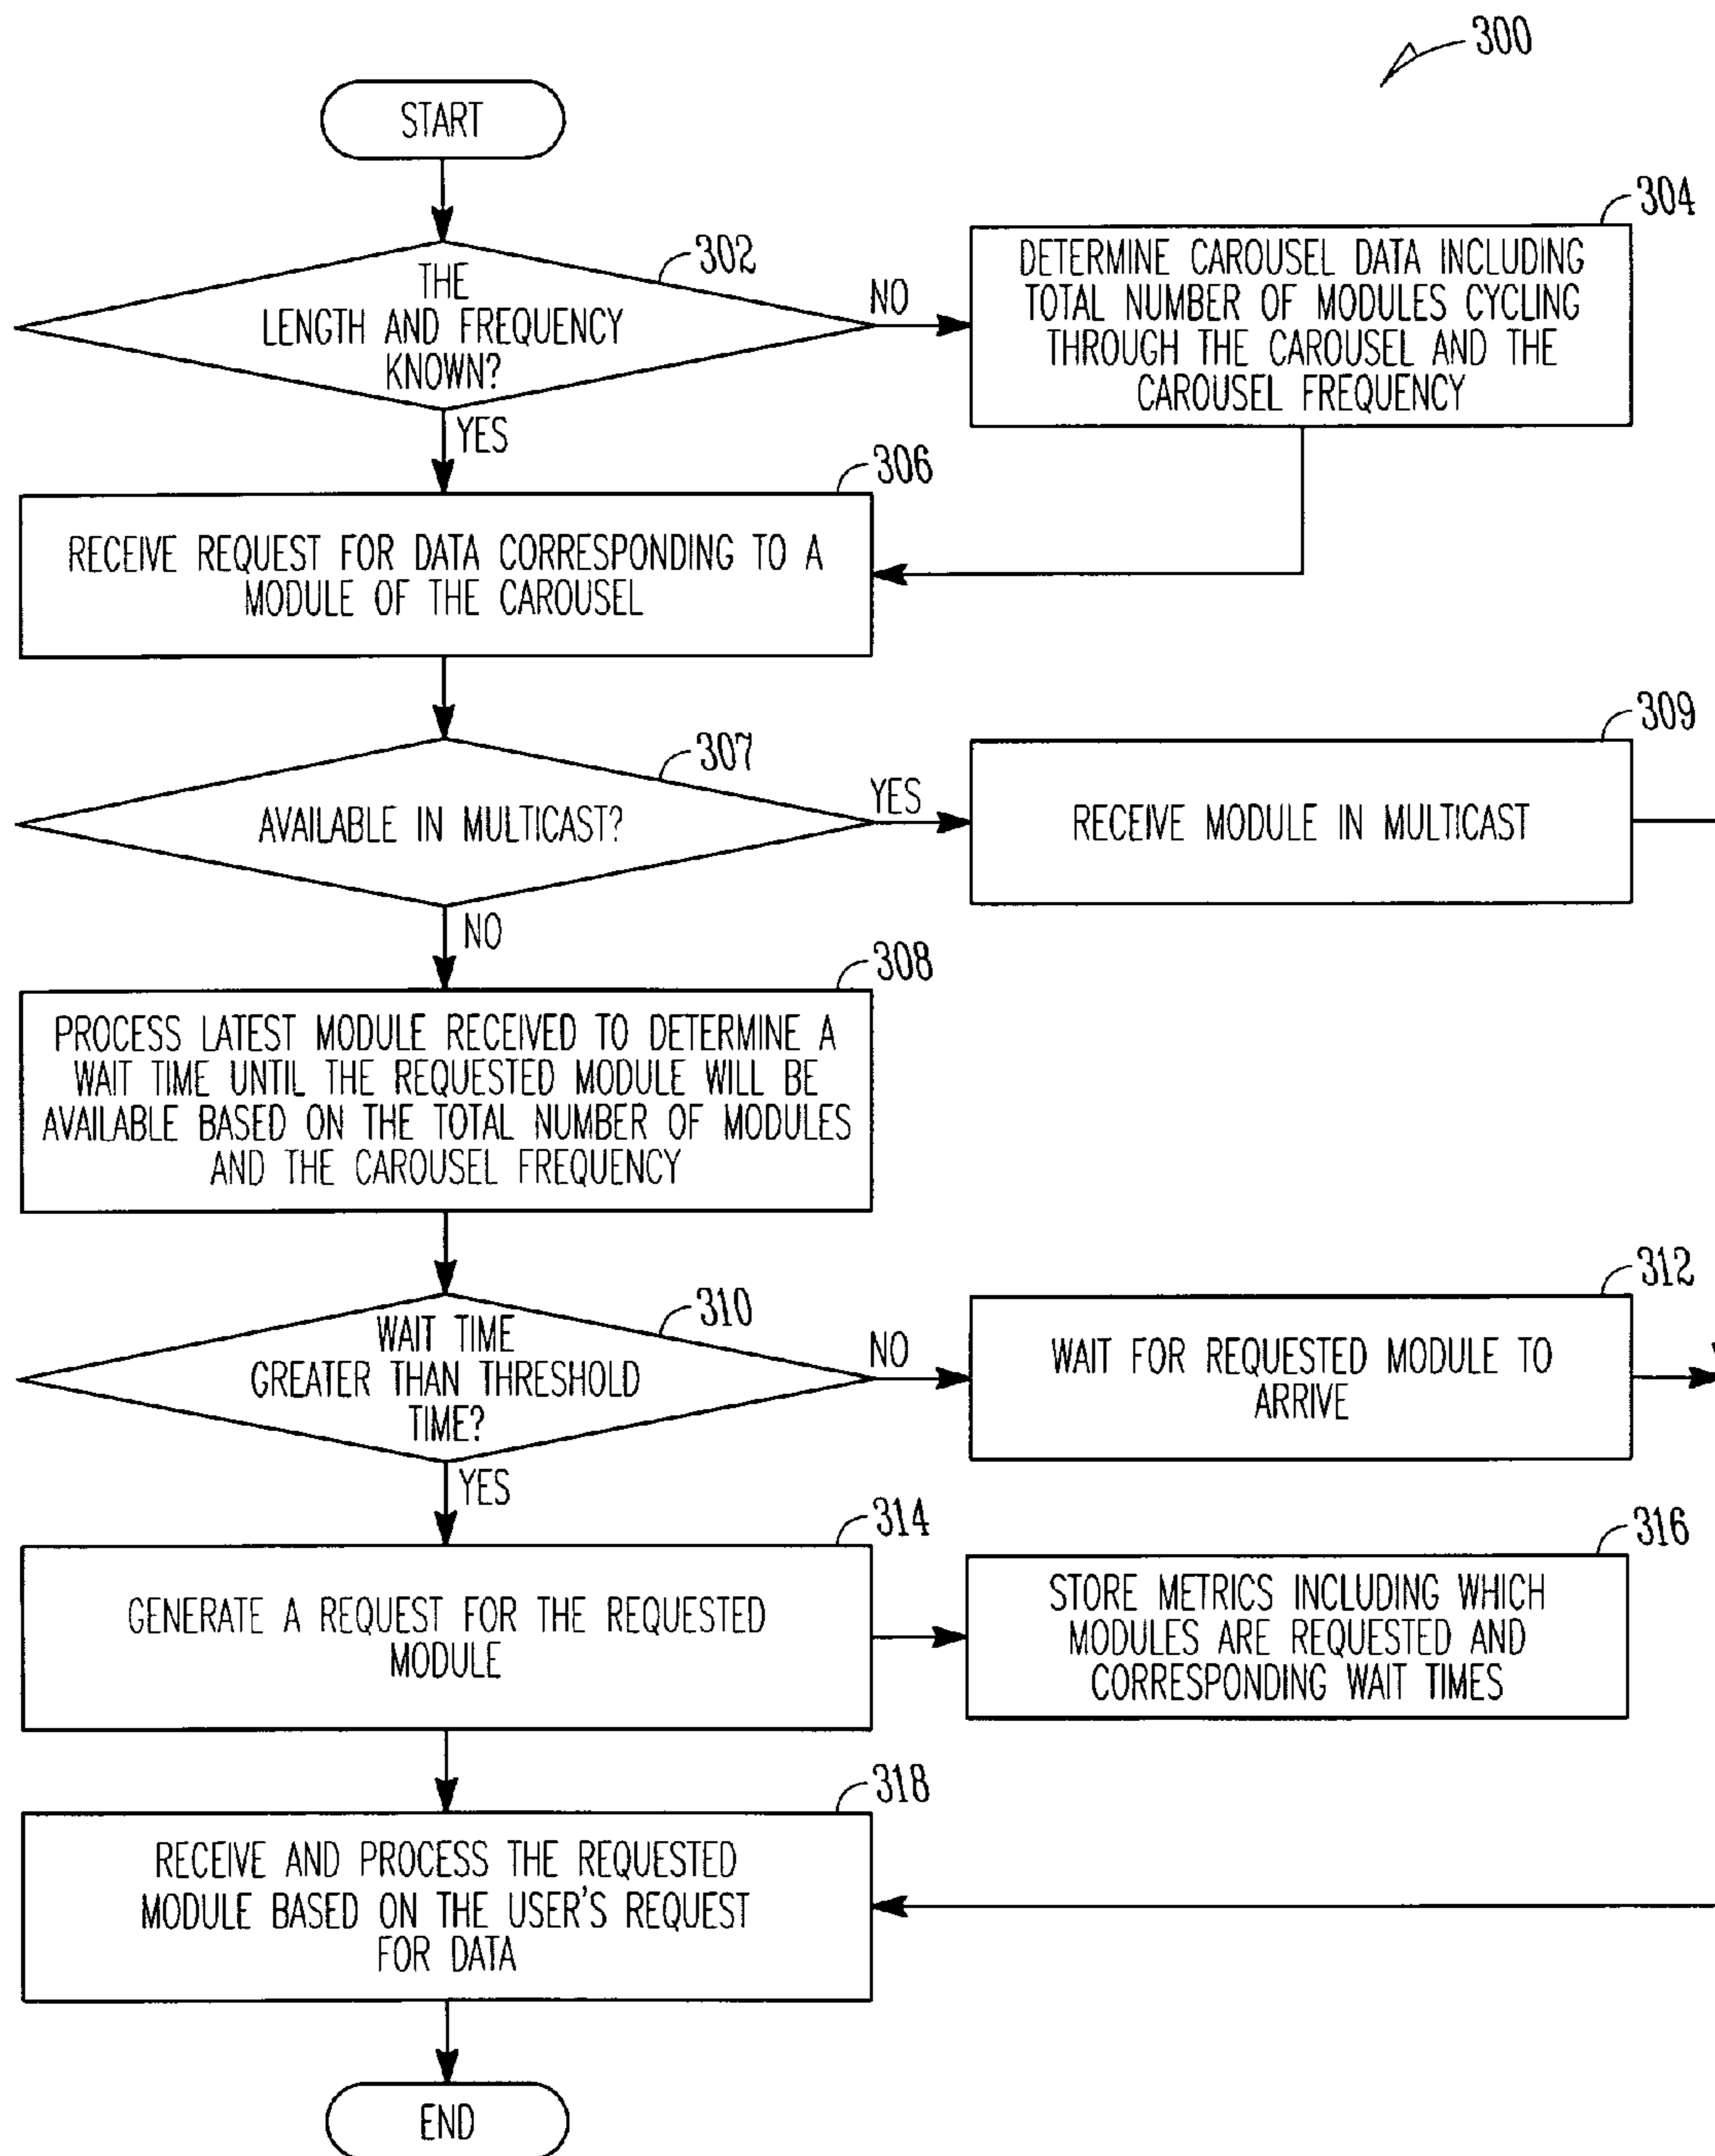 300
START
302
THE
LENGTH AND FREQUENCY
KNOWN?
NO
304
DETERMINE CAROUSEL DATA INCLUDING
TOTAL NUMBER OF MODULES CYCLING
THROUGH THE CAROUSEL AND THE
CAROUSEL FREQUENCY
YES
306
RECEIVE REQUEST FOR DATA CORRESPONDING TO A
MODULE OF THE CAROUSEL
307
AVAILABLE IN MULTICAST?
YES
309
RECEIVE MODULE IN MULTICAST
NO
308
PROCESS LATEST MODULE RECEIVED TO DETERMINE A
WAIT TIME UNTIL THE REQUESTED MODULE WILL BE
AVAILABLE BASED ON THE TOTAL NUMBER OF MODULES
AND THE CAROUSEL FREQUENCY
310
WAIT TIME
GREATER THAN THRESHOLD
TIME?
NO
312
WAIT FOR REQUESTED MODULE TO
ARRIVE
YES
314
GENERATE A REQUEST FOR THE REQUESTED
MODULE
316
STORE METRICS INCLUDING WHICH
MODULES ARE REQUESTED AND
CORRESPONDING WAIT TIMES
318
RECEIVE AND PROCESS THE REQUESTED
MODULE BASED ON THE USER'S REQUEST
FOR DATA
END